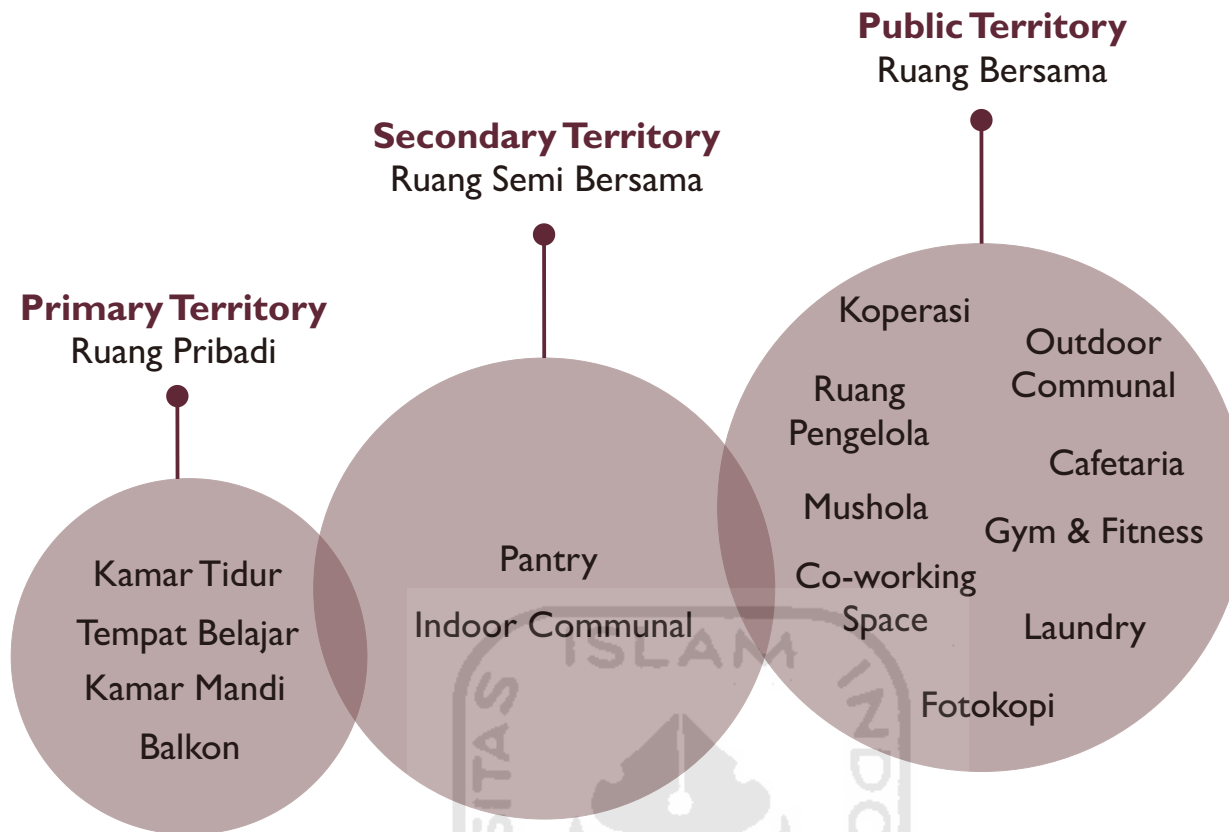 Public Territory
Ruang Bersama
Secondary Territory
Ruang Semi Bersama
Primary Territory
Ruang Pribadi
Kamar Tidur
Tempat Belajar
Kamar Mandi
Balkon
Pantry
Indoor Communal
Koperasi
Outdoor
Communal
Ruang
Pengelola
Cafetaria
Mushola
Gym & Fitness
Co-working
Space
Laundry
Fotokopi
ISLAM